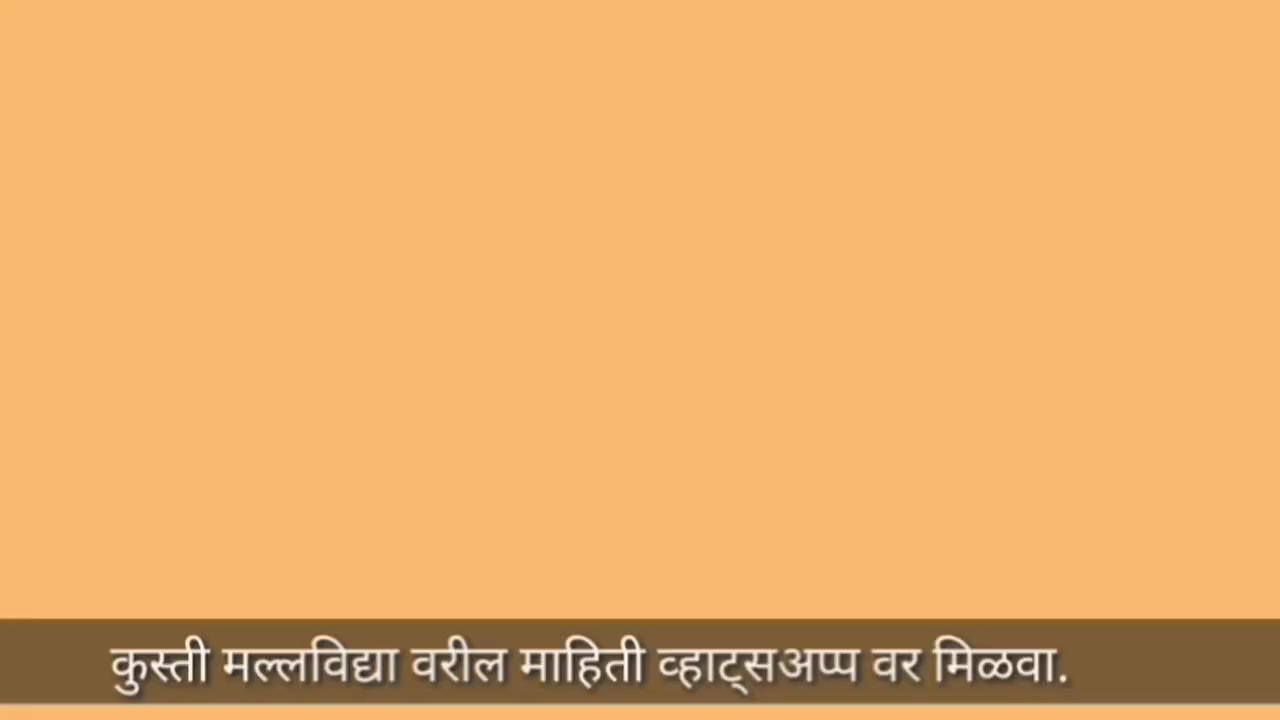 कुस्ती मल्लविद्या वरील माहिती व्हाट्सअप्प वर मिळवा.